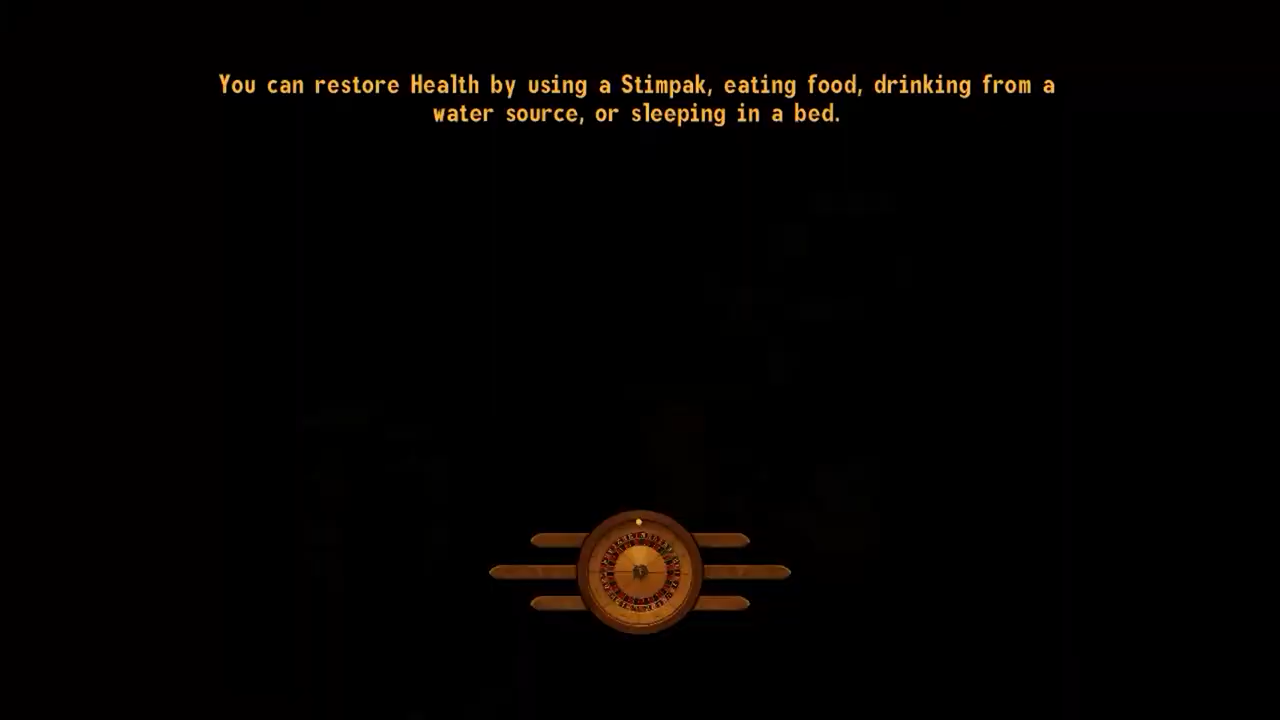 You can restore Health by using a Stimpak, eating food, drinking from a
water source, or sleeping in a bed.